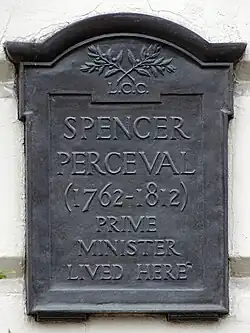 L.C.C.
SPENCER
PERCEVAL
(1762-1812)
PRIME
MINISTER
LIVED HERE